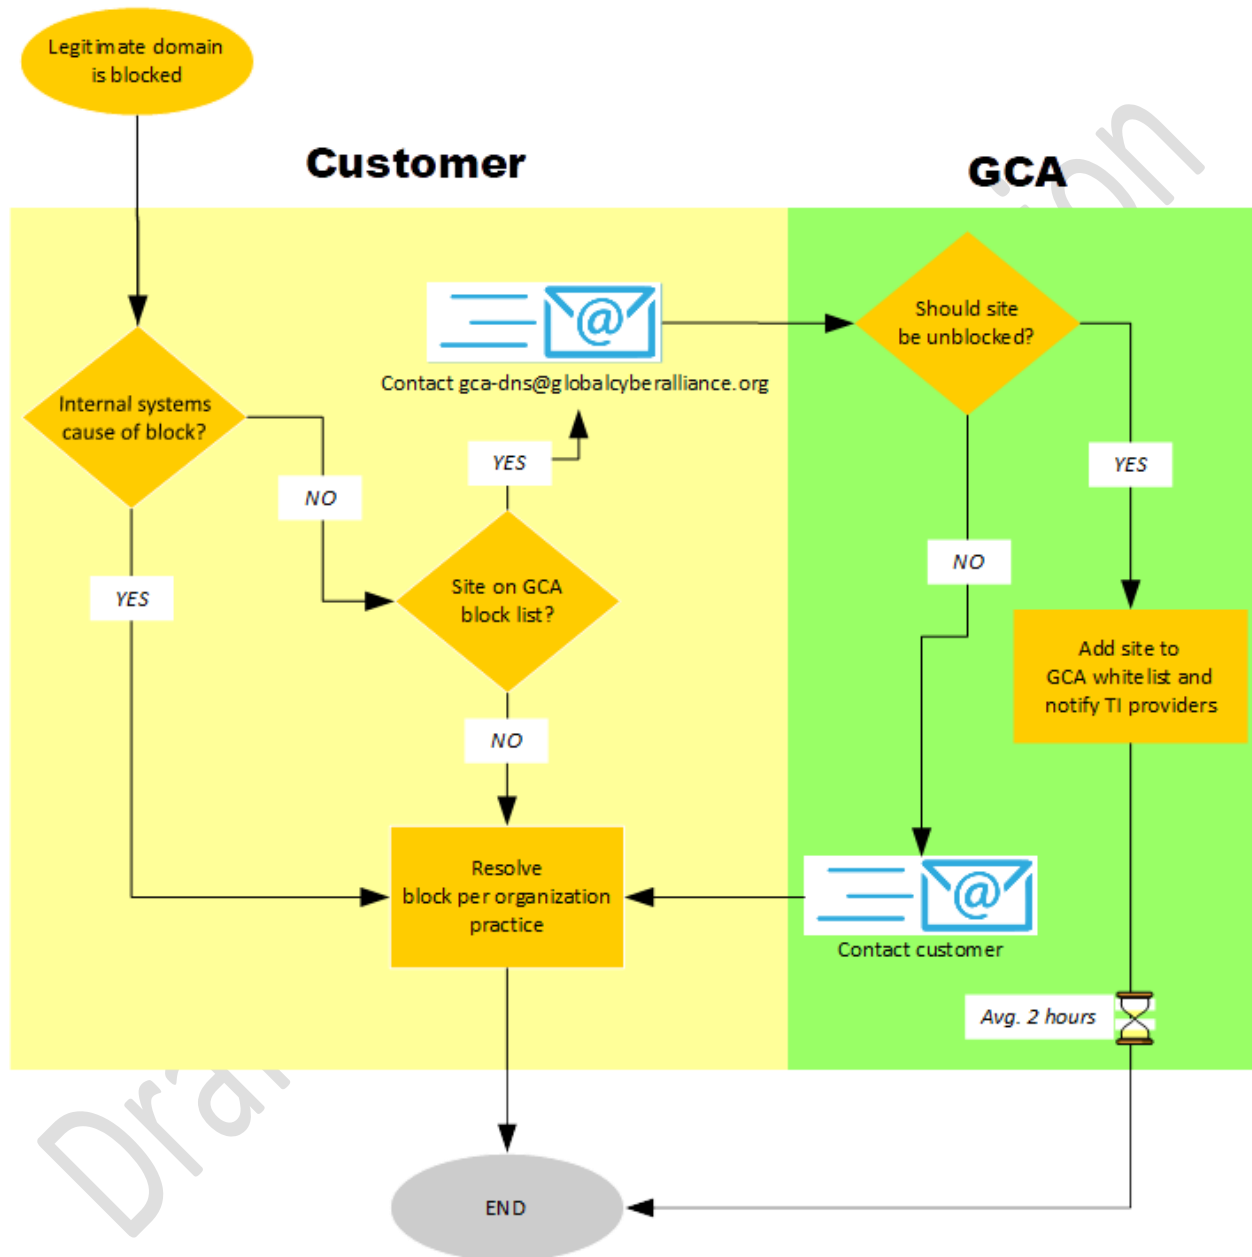 Legitimate domain
is blocked
Customer
GCA
Should site
be unblocked?
Contact gca-dns@globalcyberalliance.org
Internal systems
cause of block?
YES
YES
NO
NO
Site on GCA
block list?
YES
Add site to
GCA whitelist and
notify TI providers
NO
Resolve
block per organization
practice
Contact customer
Avg. 2 hours
END